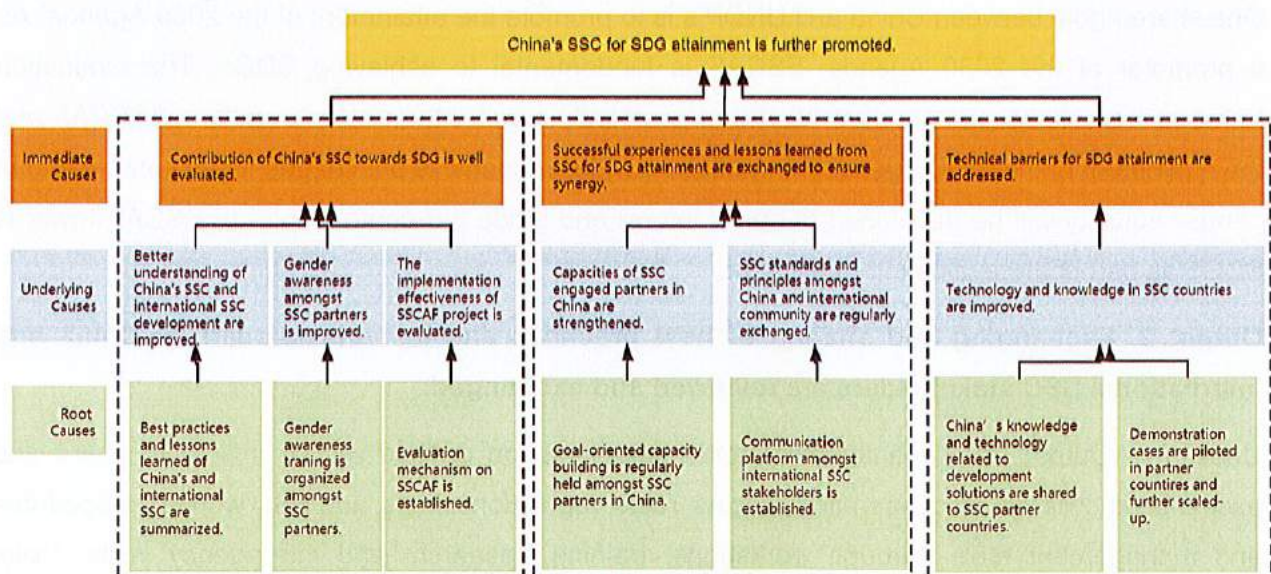 China's SSC for SDG attainment is further promoted.
Immediate
Causes
Contribution of China's SSC towards SDG is well
evaluated.
Successful experiences and lessons learned from
SSC for SDG attainment are exchanged to ensure
synergy.
Technical barriers for SDG attainment are
addressed.
Underlying
Causes
Better
understanding of
China's SSC and
international SSC
development are
improved.
Gender
awareness
amongst
SSC partners
is improved.
The
implementation
effectiveness of
SSCAF project is
evaluated.
Capacities of SSC
engaged partners in
China are
strengthened.
SSC standards and
principles amongst
China and international
community are regularly
exchanged.
Technology and knowledge in SSC countries
are improved.
Root
Causes
Best practices
and lessons
learned of
China's and
international
SSC are
summarized.
Gender
awareness
traning is
organized
amongst
SSC
partners.
Evaluation
mechanism on
SSCAF is
established.
Goal-oriented capacity
building is regularly
held amongst SSC
partners in China.
Communication
platform amongst
international SSC
stakeholders is
established.
China's knowledge
and technology
related to
development
solutions are shared
to SSC partner
countries.
Demonstration
cases are piloted
in partner
countires and
further scaled-
up.